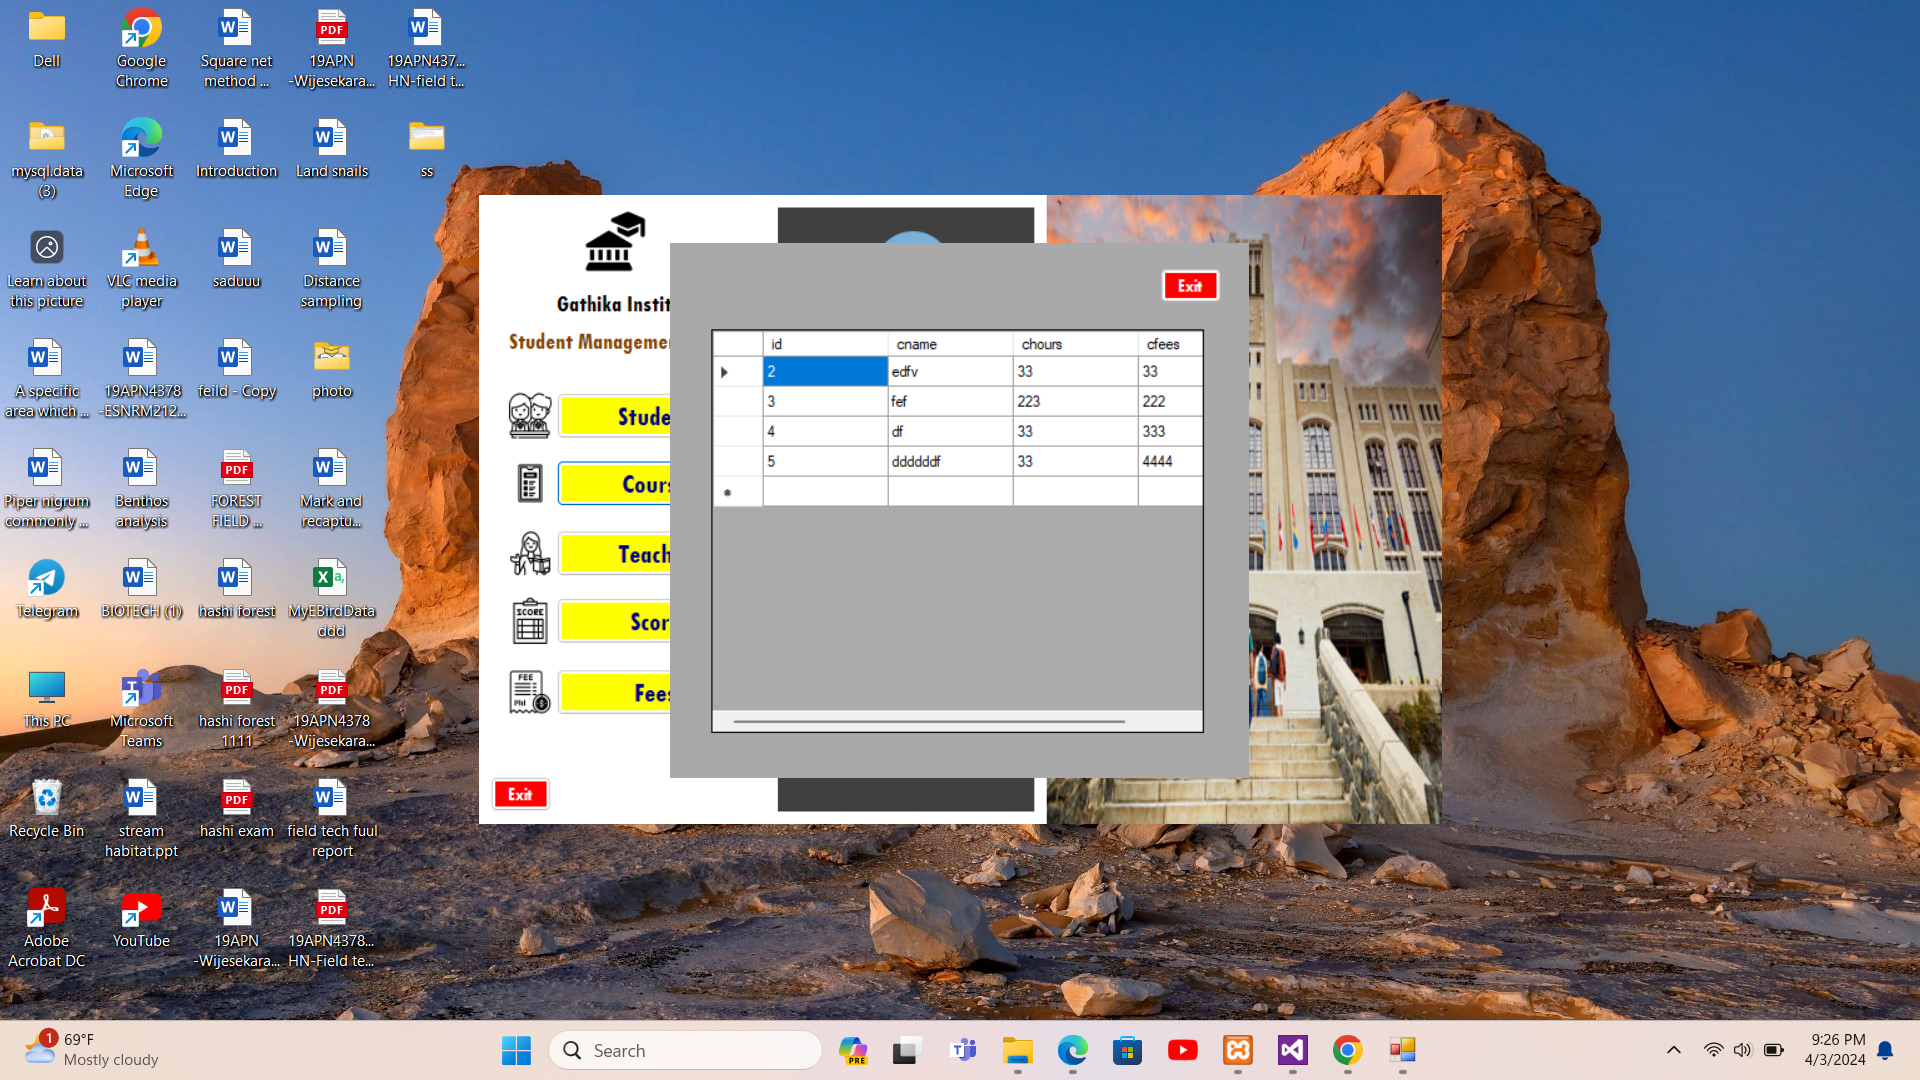 Dell
Google
Chrome
Square net
method ...
PDF
19APN
-Wijesekara...
19APN437...
HN-field t...
mysql.data
(3)
Microsoft
Edge
Introduction
Land snails
ss
Learn about
this picture
VLC media
player
saduuu
Distance
sampling
A specific
area which ...
19APN4378
-ESNRM212...
feild - Copy
photo
Piper nigrum
commonly ...
Benthos
analysis
PDF
FOREST
FIELD ...
Mark and
recaptu...
Telegram
BIOTECH (1)
hashi forest
MyEBirdData
ddd
This PC
Microsoft
Teams
PDF
hashi forest
1111
PDF
19APN4378
-Wijesekara...
Recycle Bin
stream
habitat.ppt
PDF
hashi exam
field tech fuul
report
Adobe
Acrobat DC
YouTube
19APN
-Wijesekara...
PDF
19APN4378...
HN-Field te...
Gathika Instit
Student Manageme
Stude
Cour
Teach
SCORE
Scor
FEE
Fee
Exit
Exit
id cname chours cfees
2 edfv 33 33
3 fef 223 222
4 df 33 333
5 ddddddf 33 4444
1
69°F
Mostly cloudy
Search
PRE
9:26 PM
4/3/2024